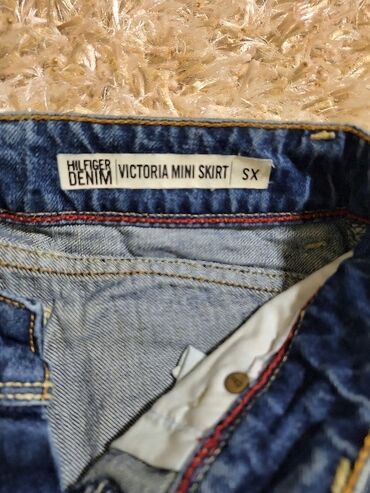 HILFIGER
DENIM
VICTORIA MINI SKIRT
SX